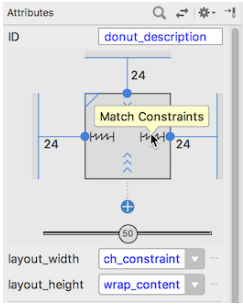 Attributes
ID donut_description
24
Match Constraints
24 24
50
layout_width ch_constraint
layout_height wrap_content